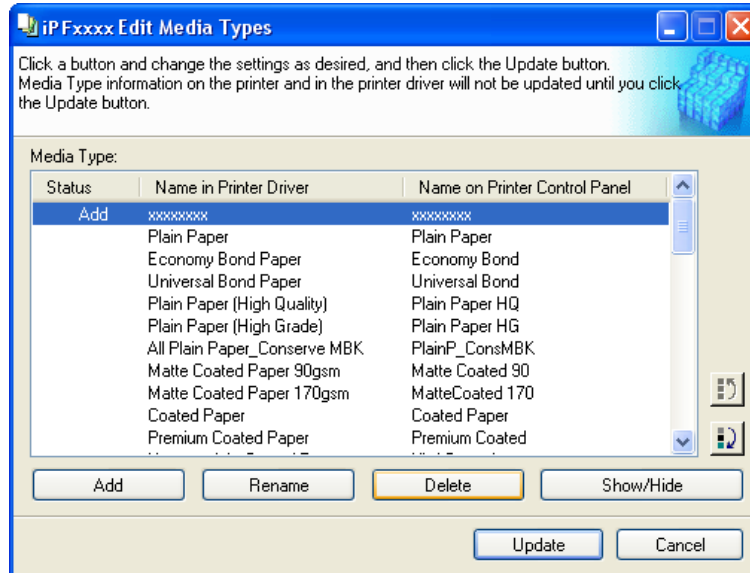 iPFxxxx Edit Media Types
Click a button and change the settings as desired, and then click the Update button.
Media Type information on the printer and in the printer driver will not be updated until you click
the Update button.
Media Type:
Status Name in Printer Driver Name on Printer Control Panel
Add xxxxxxxx xxxxxxxx
Plain Paper Plain Paper
Economy Bond Paper Economy Bond
Universal Bond Paper Universal Bond
Plain Paper (High Quality) Plain Paper HQ
Plain Paper (High Grade) Plain Paper HG
All Plain Paper_Conserve MBK PlainP_ConsMBK
Matte Coated Paper 90gsm Matte Coated 90
Matte Coated Paper 170gsm MatteCoated 170
Coated Paper Coated Paper
Premium Coated Paper Premium Coated
Add Rename Delete Show/Hide
Update Cancel